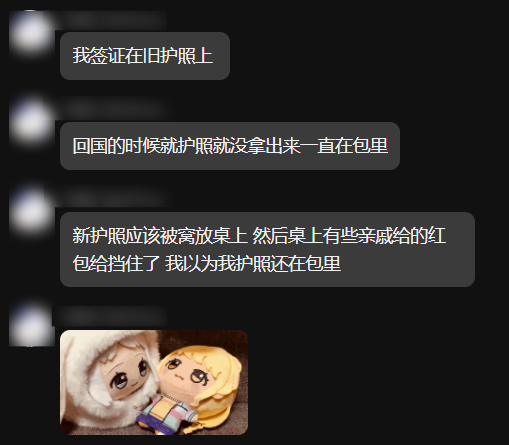 我签证在旧护照上
回国的时候就护照就没拿出来一直在包里
新护照应该被窝放桌上 然后桌上有些亲戚给的红
包给挡住了 我以为我护照还在包里